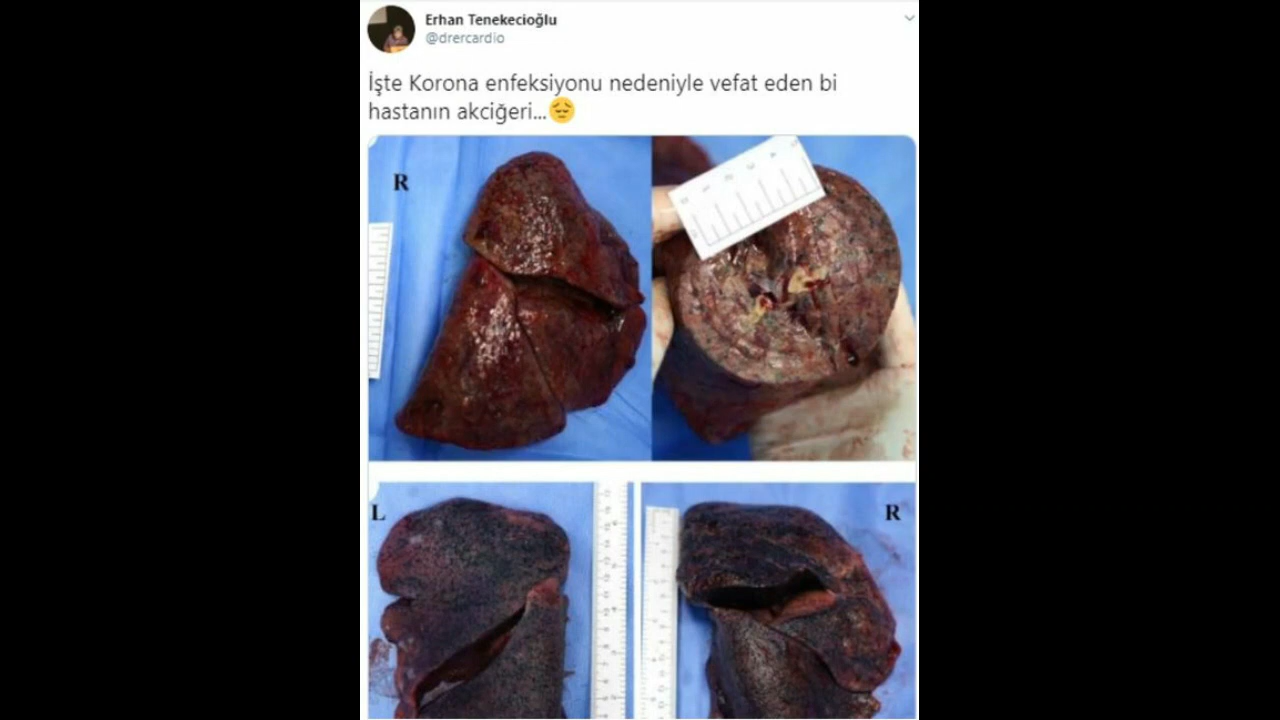 Erhan Tenekecioğlu
@drercardio
İşte Korona enfeksiyonu nedeniyle vefat eden bi
hastanın akciğeri...😔
R
L
R